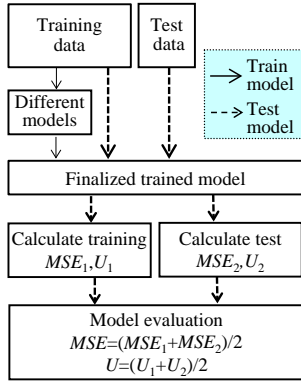 Training
data
Test
data
Train
model
Test
model
Different
models
Finalized trained model
Calculate training
MSE₁,U₁
Calculate test
MSE₂,U₂
Model evaluation
MSE=(MSE₁+MSE₂)/2
U=(U₁+U₂)/2